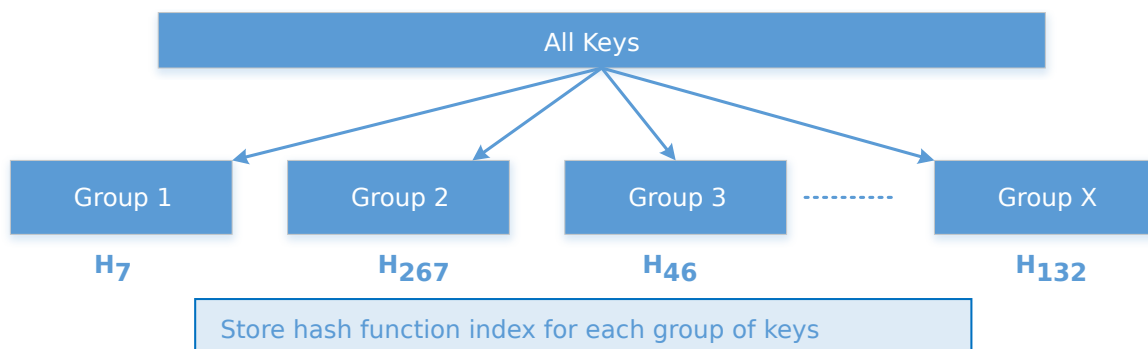 All Keys
Group 1 Group 2 Group 3 Group X
H7 H267 H46 H132
Store hash function index for each group of keys